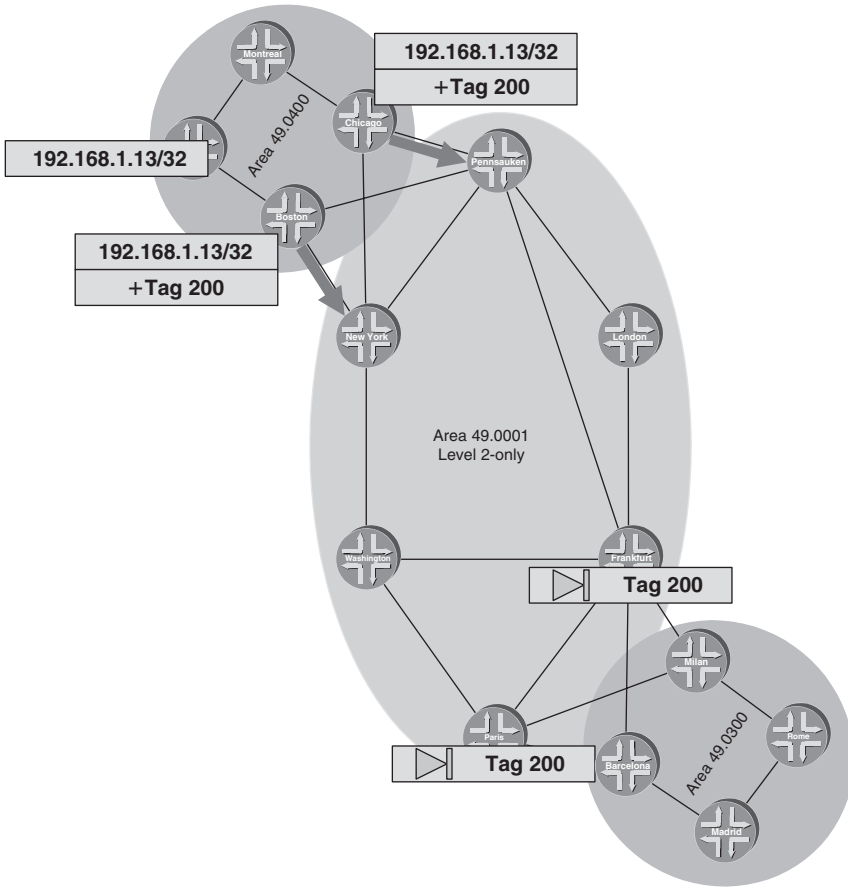 Montreal
192.168.1.13/32
+Tag 200
Chicago
Area 49.0400
192.168.1.13/32
Pennsauken
Boston
192.168.1.13/32
+Tag 200
New York
London
Area 49.0001
Level 2-only
Washington
Frankfurt
Tag 200
Milan
Paris
Tag 200
Barcelona
Area 49.0300
Rome
Madrid